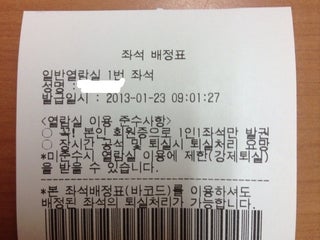 좌석 배정표
일반열람실 1번 좌석
성명 :
발급일시 : 2013-01-23 09:01:27
<열람실 이용 준수사항>
○ 꼭! 본인 회원증으로 1인1좌석만 발권
○ 장시간 공석 및 퇴실시 퇴실처리 요망
*미준수시 열람실 이용에 제한(강제퇴실)
을 받을 수 있습니다.
*본 좌석배정표(바코드)를 이용하셔도
배정된 좌석의 퇴실처리가 가능합니다.